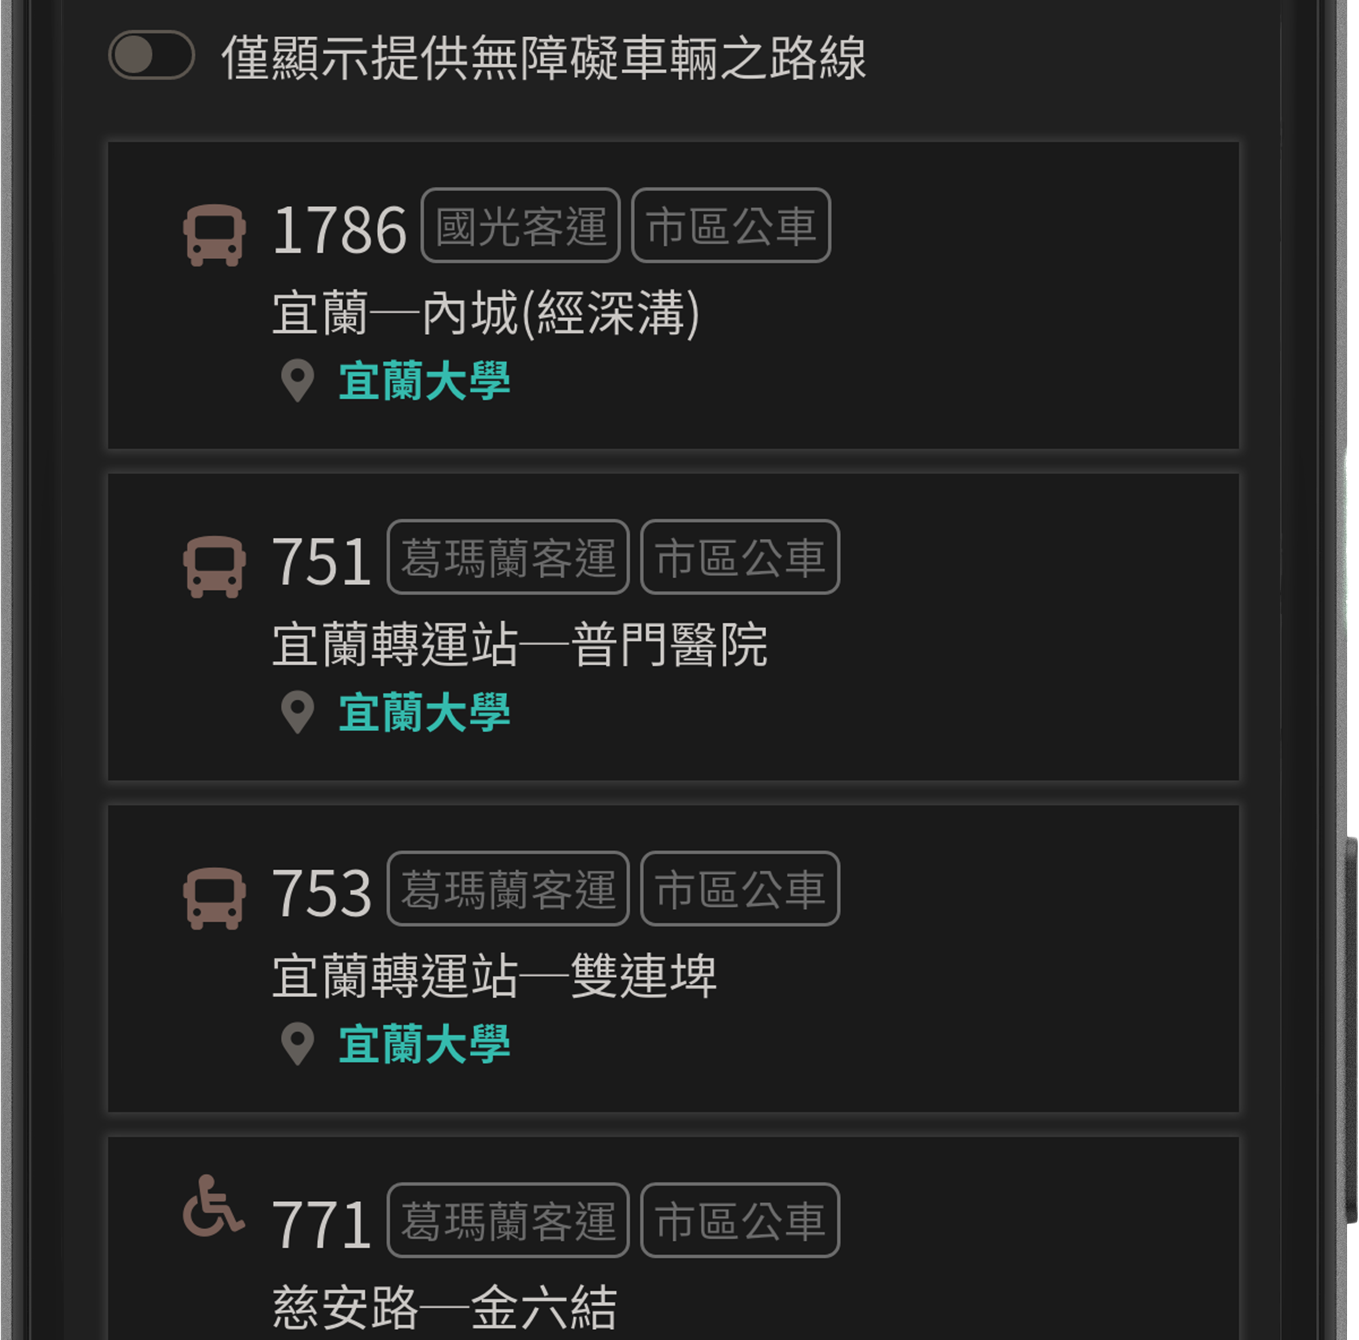 僅顯示提供無障礙車輛之路線
1786 國光客運 市區公車
宜蘭—內城(經深溝)
宜蘭大學
751 葛瑪蘭客運 市區公車
宜蘭轉運站—普門醫院
宜蘭大學
753 葛瑪蘭客運 市區公車
宜蘭轉運站—雙連埤
宜蘭大學
771 葛瑪蘭客運 市區公車
慈安路—金六結